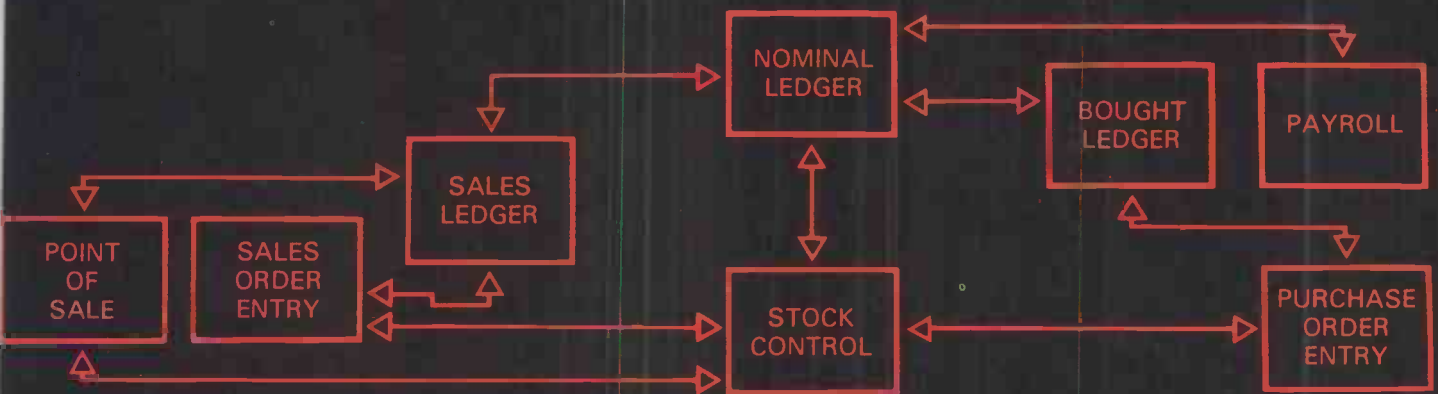 NOMINAL
LEDGER
BOUGHT
LEDGER
PAYROLL
SALES
LEDGER
POINT
OF
SALE
SALES
ORDER
ENTRY
STOCK
CONTROL
PURCHASE
ORDER
ENTRY